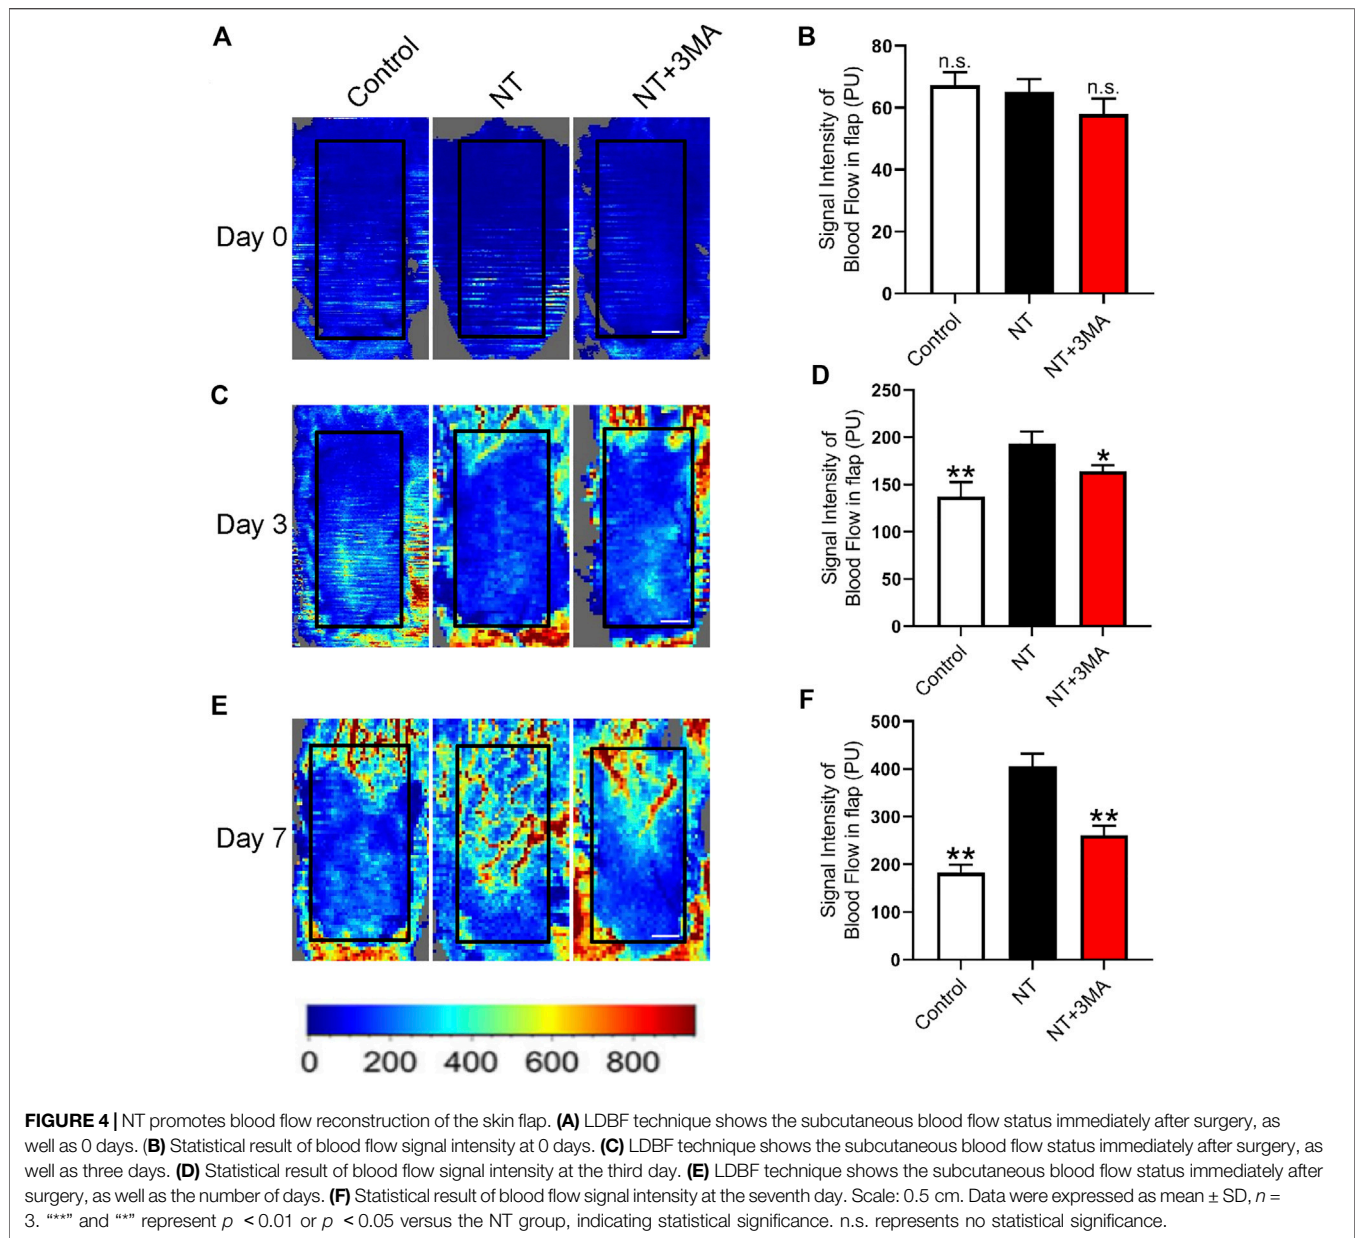 A
Control
NT
NT+3MA
Day 0
B
Signal Intensity of
Blood Flow in flap (PU)
80
60
40
20
0
n.s.
n.s.
Control
NT
NT+3MA
C
Day 3
D
Signal Intensity of
Blood Flow in flap (PU)
250
200
150
100
50
0
**
*
Control
NT
NT+3MA
E
Day 7
F
Signal Intensity of
Blood Flow in flap (PU)
500
400
300
200
100
0
**
**
Control
NT
NT+3MA
0 200 400 600 800
FIGURE 4 | NT promotes blood flow reconstruction of the skin flap. (A) LDBF technique shows the subcutaneous blood flow status immediately after surgery, as
well as 0 days. (B) Statistical result of blood flow signal intensity at 0 days. (C) LDBF technique shows the subcutaneous blood flow status immediately after surgery, as
well as three days. (D) Statistical result of blood flow signal intensity at the third day. (E) LDBF technique shows the subcutaneous blood flow status immediately after
surgery, as well as the number of days. (F) Statistical result of blood flow signal intensity at the seventh day. Scale: 0.5 cm. Data were expressed as mean ± SD, n =
3. “**” and “*” represent p < 0.01 or p < 0.05 versus the NT group, indicating statistical significance. n.s. represents no statistical significance.